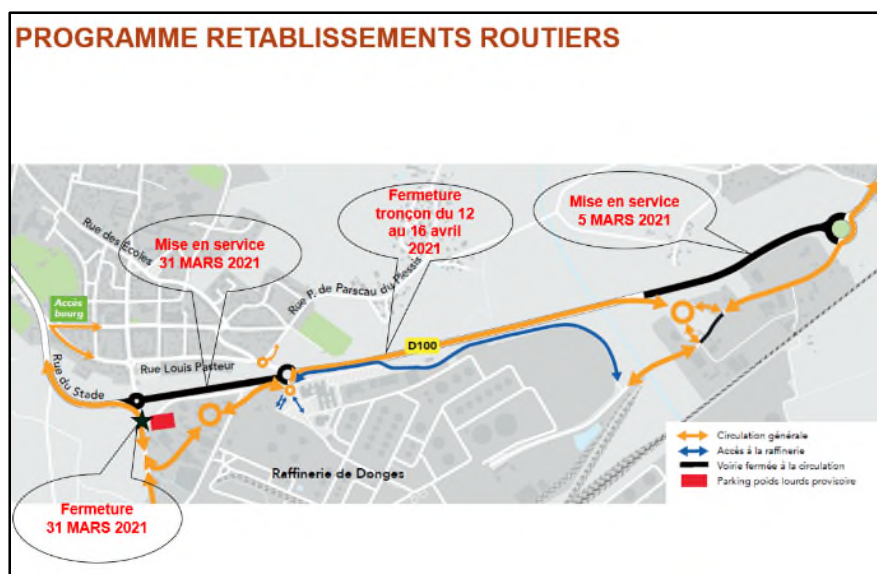 PROGRAMME RETABLISSEMENTS ROUTIERS
Fermeture
tronçon du 12
au 16 avril
2021
Mise en service
5 MARS 2021
Mise en service
31 MARS 2021
Rue des Écoles
Rue P. de Parscau du Plessis
Accès
bourg
D100
Rue Louis Pasteur
Rue du Stade
Raffinerie de Donges
Fermeture
31 MARS 2021
Circulation générale
Accès à la raffinerie
Voirie fermée à la circulation
Parking poids lourds provisoire